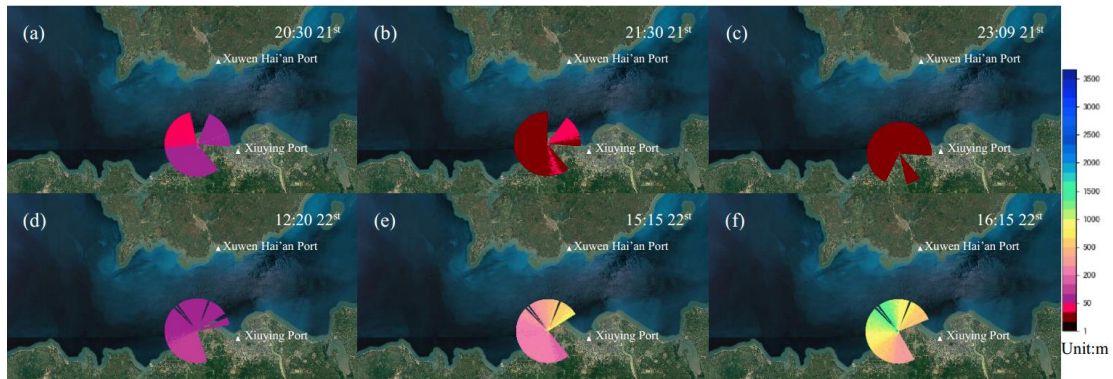 (a)
20:30 21st
Xuwen Hai’an Port
Xiuying Port
(b)
21:30 21st
Xuwen Hai’an Port
Xiuying Port
(c)
23:09 21st
Xuwen Hai’an Port
Xiuying Port
(d)
12:20 22st
Xuwen Hai’an Port
Xiuying Port
(e)
15:15 22st
Xuwen Hai’an Port
Xiuying Port
(f)
16:15 22st
Xuwen Hai’an Port
Xiuying Port
3500
2500
1500
1000
500
200
50
1
Unit:m